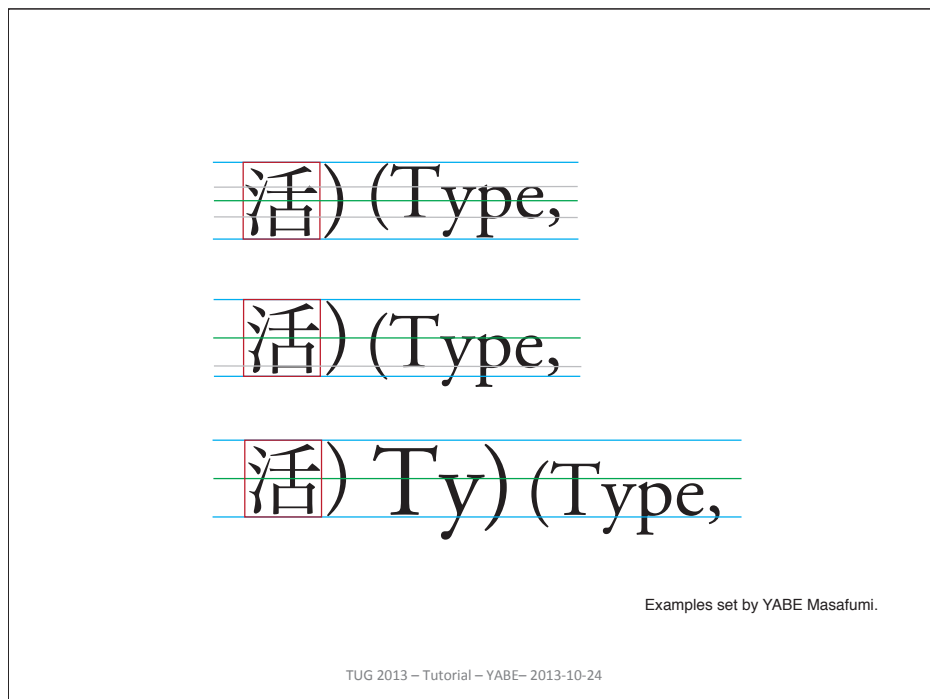 活) (Type,
活) (Type,
活) Ty) (Type,
Examples set by YABE Masafumi.
TUG 2013 – Tutorial – YABE– 2013-10-24